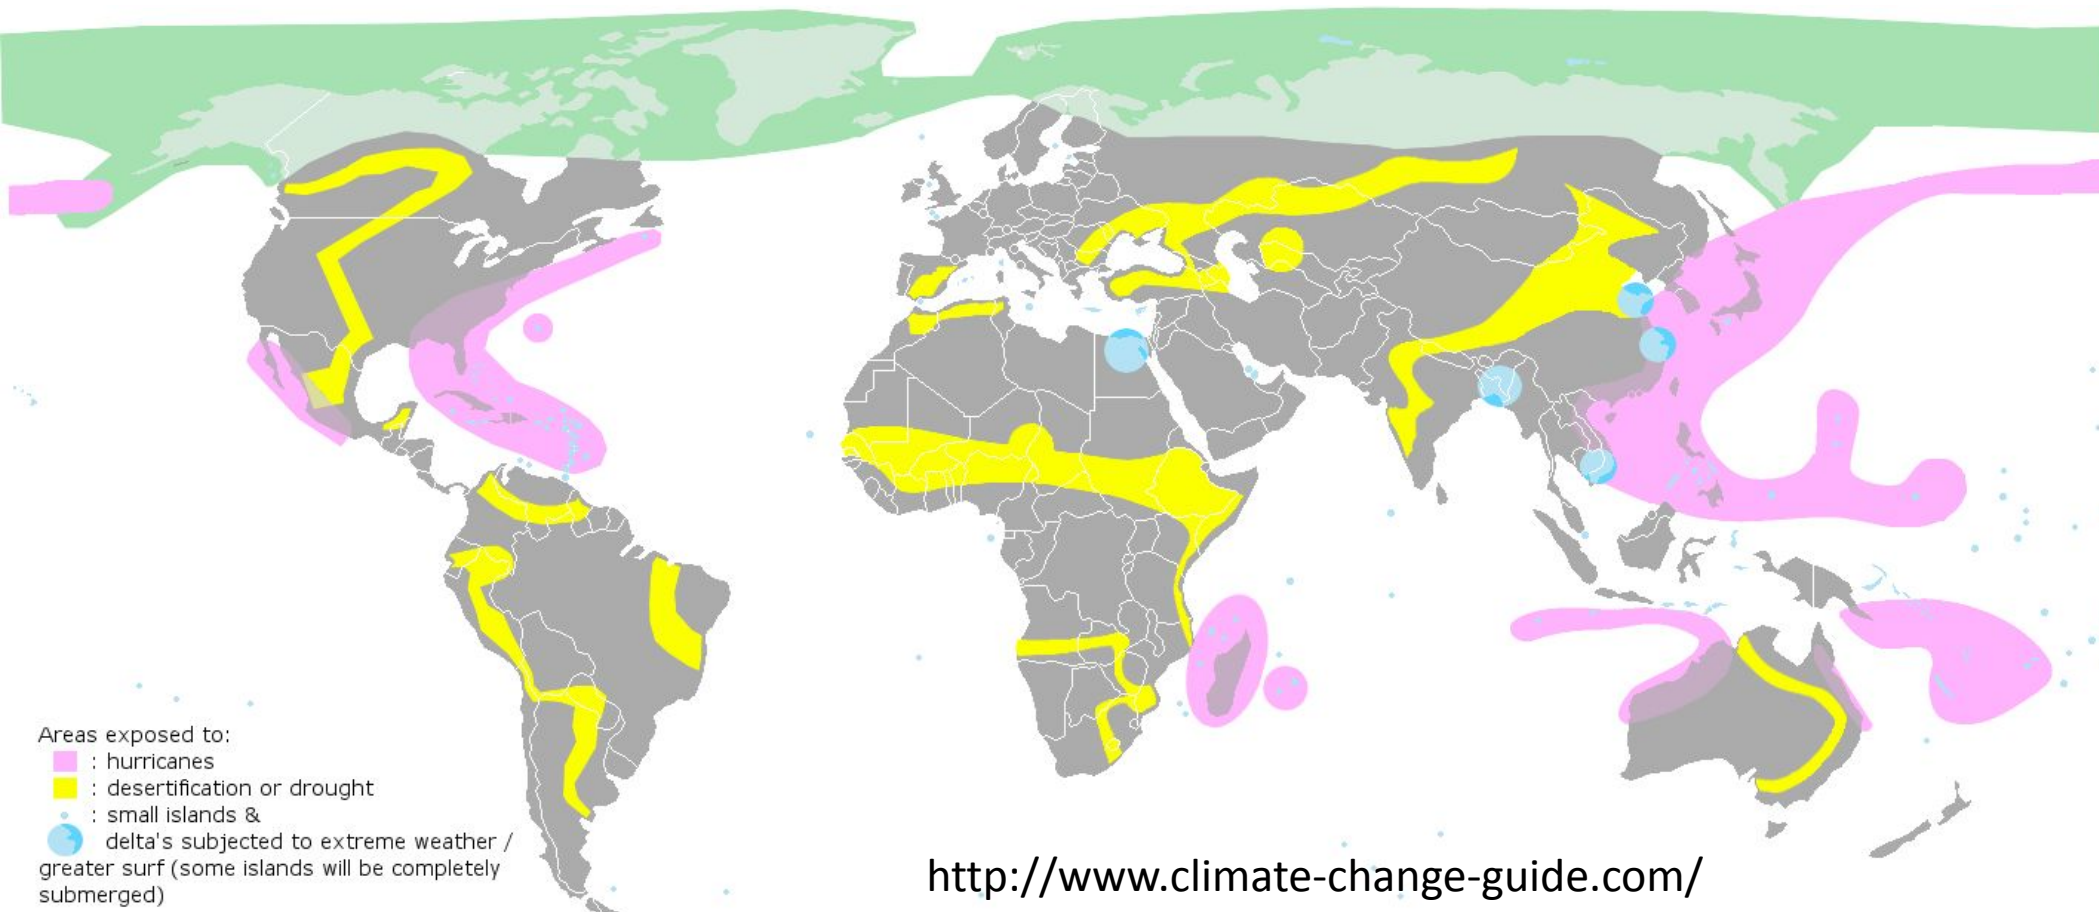 Areas exposed to:
: hurricanes
: desertification or drought
: small islands &
delta's subjected to extreme weather /
greater surf (some islands will be completely
submerged)
http://www.climate-change-guide.com/